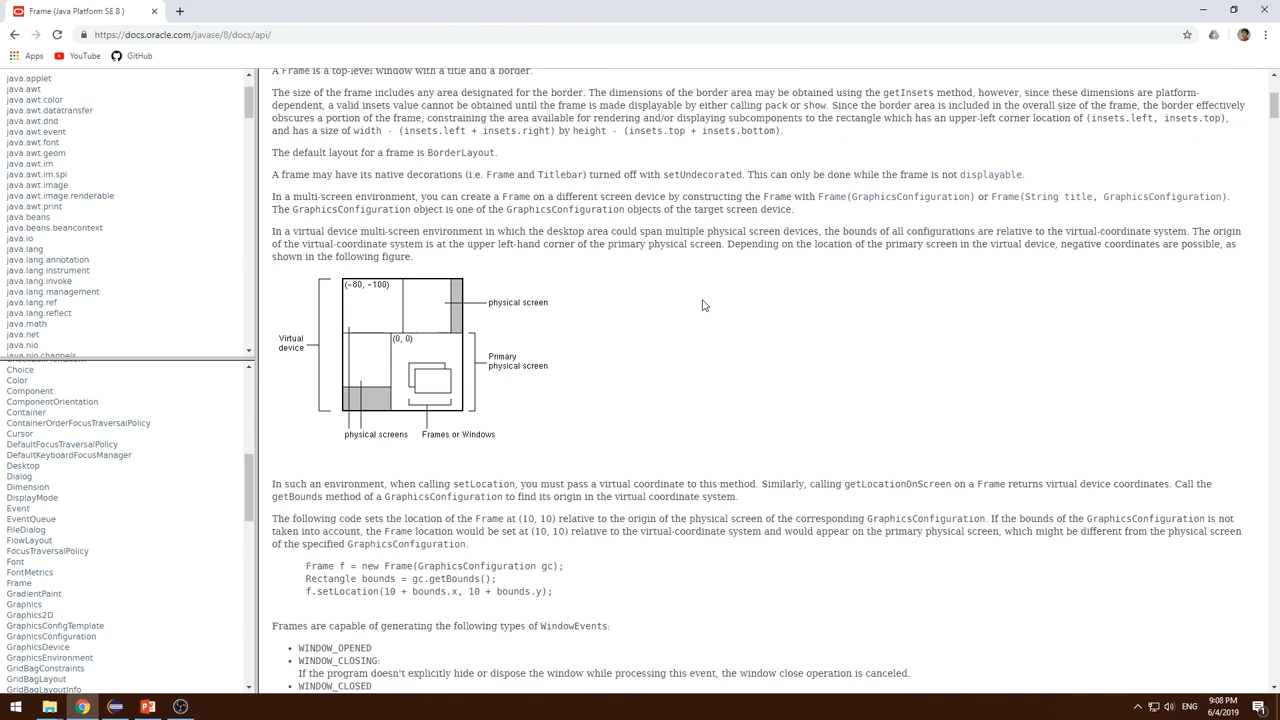 Frame (Java Platform SE 8 )
https://docs.oracle.com/javase/8/docs/api/
Apps YouTube GitHub
java.applet
java.awt
java.awt.color
java.awt.datatransfer
java.awt.dnd
java.awt.event
java.awt.font
java.awt.geom
java.awt.im
java.awt.im.spi
java.awt.image
java.awt.image.renderable
java.awt.print
java.beans
java.beans.beancontext
java.io
java.lang
java.lang.annotation
java.lang.instrument
java.lang.invoke
java.lang.management
java.lang.ref
java.lang.reflect
java.math
java.net
java.nio
java.nio.channels
CheckboxMenuItem
Choice
Color
Component
ComponentOrientation
Container
ContainerOrderFocusTraversalPolicy
Cursor
DefaultFocusTraversalPolicy
DefaultKeyboardFocusManager
Desktop
Dialog
Dimension
DisplayMode
Event
EventQueue
FileDialog
FlowLayout
FocusTraversalPolicy
Font
FontMetrics
Frame
GradientPaint
Graphics
Graphics2D
GraphicsConfigTemplate
GraphicsConfiguration
GraphicsDevice
GraphicsEnvironment
GridBagConstraints
GridBagLayout
GridBagLayoutInfo
A Frame is a top-level window with a title and a border.
The size of the frame includes any area designated for the border. The dimensions of the border area may be obtained using the getInsets method, however, since these dimensions are platform-
dependent, a valid insets value cannot be obtained until the frame is made displayable by either calling pack or show. Since the border area is included in the overall size of the frame, the border effectively
obscures a portion of the frame, constraining the area available for rendering and/or displaying subcomponents to the rectangle which has an upper-left corner location of (insets.left, insets.top),
and has a size of width - (insets.left + insets.right) by height - (insets.top + insets.bottom).
The default layout for a frame is BorderLayout.
A frame may have its native decorations (i.e. Frame and Titlebar) turned off with setUndecorated. This can only be done while the frame is not displayable.
In a multi-screen environment, you can create a Frame on a different screen device by constructing the Frame with Frame(GraphicsConfiguration) or Frame(String title, GraphicsConfiguration).
The GraphicsConfiguration object is one of the GraphicsConfiguration objects of the target screen device.
In a virtual device multi-screen environment in which the desktop area could span multiple physical screen devices, the bounds of all configurations are relative to the virtual-coordinate system. The origin
of the virtual-coordinate system is at the upper left-hand corner of the primary physical screen. Depending on the location of the primary screen in the virtual device, negative coordinates are possible, as
shown in the following figure.
(-80, -100)
physical screen
Virtual
device
(0, 0)
Primary
physical screen
physical screens Frames or Windows
In such an environment, when calling setLocation, you must pass a virtual coordinate to this method. Similarly, calling getLocationOnScreen on a Frame returns virtual device coordinates. Call the
getBounds method of a GraphicsConfiguration to find its origin in the virtual coordinate system.
The following code sets the location of the Frame at (10, 10) relative to the origin of the physical screen of the corresponding GraphicsConfiguration. If the bounds of the GraphicsConfiguration is not
taken into account, the Frame location would be set at (10, 10) relative to the virtual-coordinate system and would appear on the primary physical screen, which might be different from the physical screen
of the specified GraphicsConfiguration.
Frame f = new Frame(GraphicsConfiguration gc);
Rectangle bounds = gc.getBounds();
f.setLocation(10 + bounds.x, 10 + bounds.y);
Frames are capable of generating the following types of WindowEvents:
• WINDOW_OPENED
• WINDOW_CLOSING:
If the program doesn't explicitly hide or dispose the window while processing this event, the window close operation is canceled.
• WINDOW_CLOSED
ENG
9:08 PM
6/4/2019
1